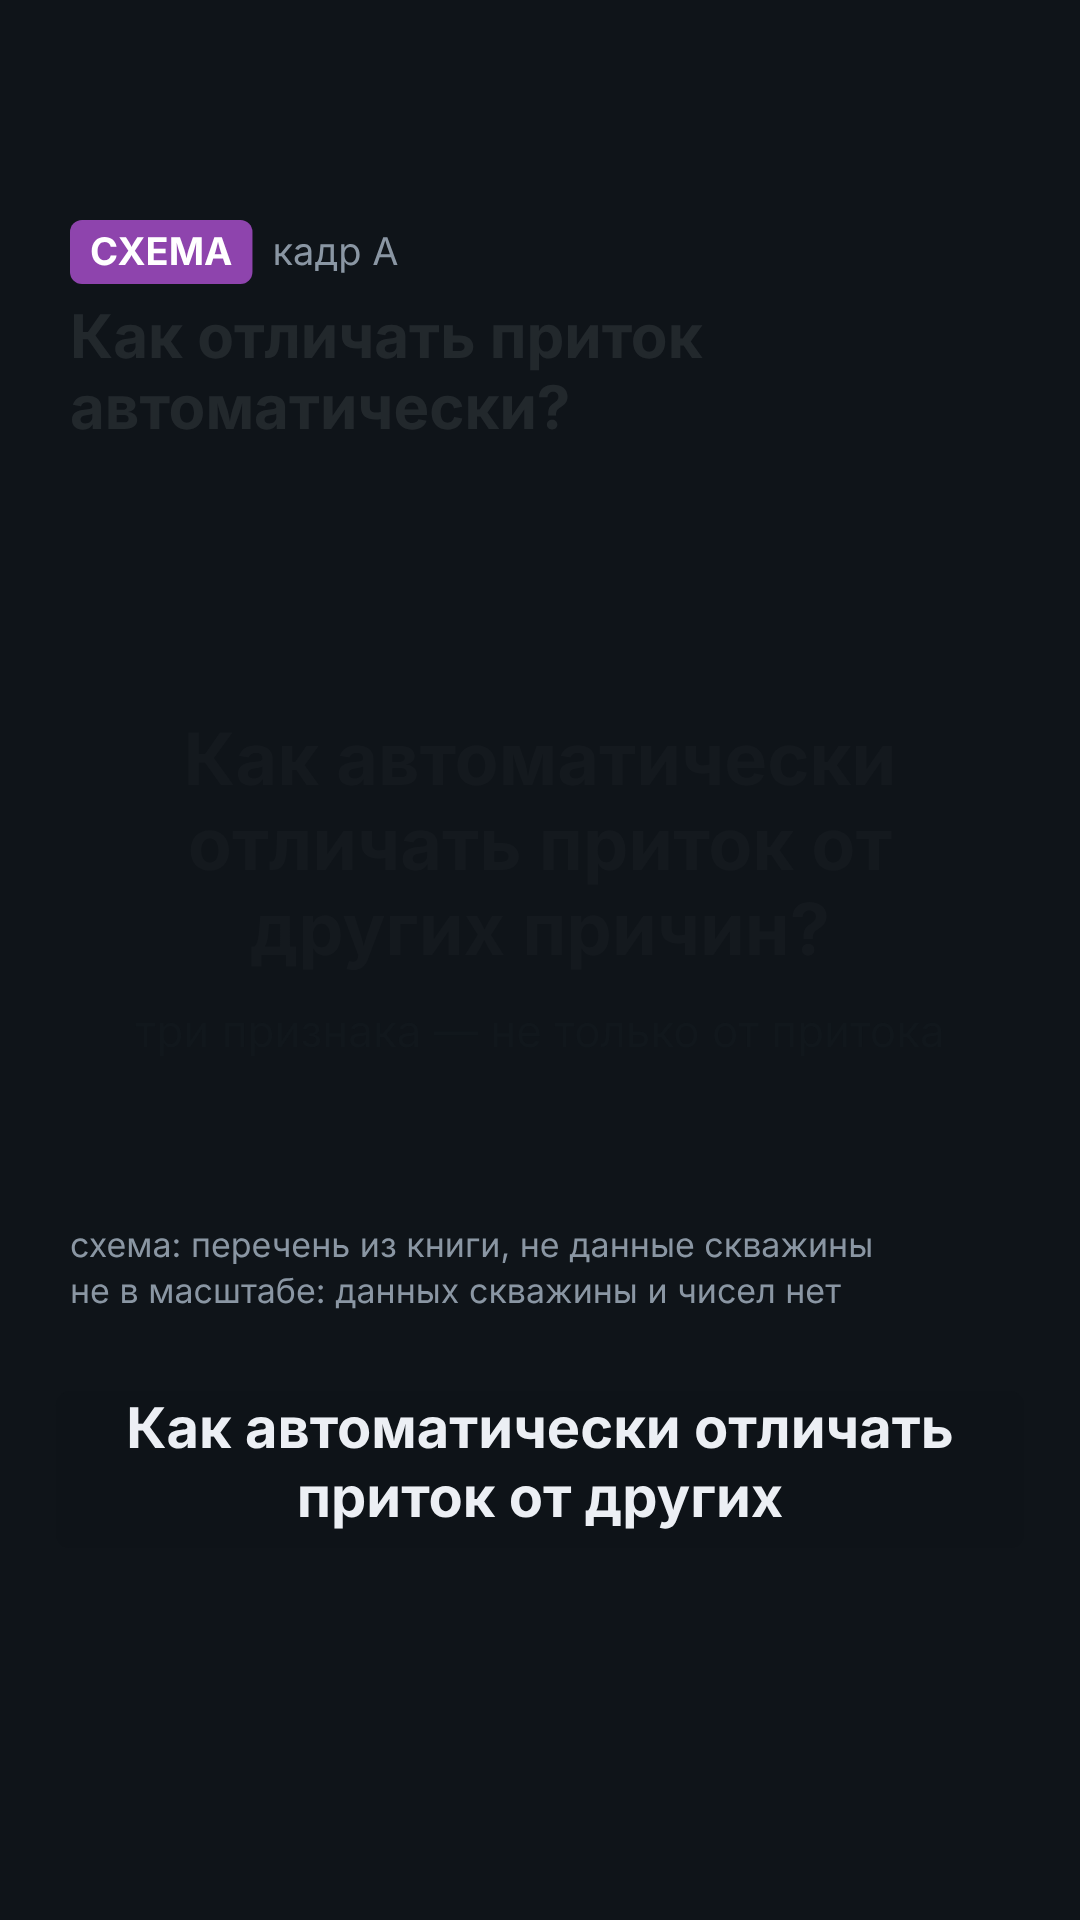 СХЕМА кадр А
Как отличать приток
автоматически?
Как автоматически
отличать приток от
других причин?
три признака — не только от притока
схема: перечень из книги, не данные скважины
не в масштабе: данных скважины и чисел нет
Как автоматически отличать
приток от других